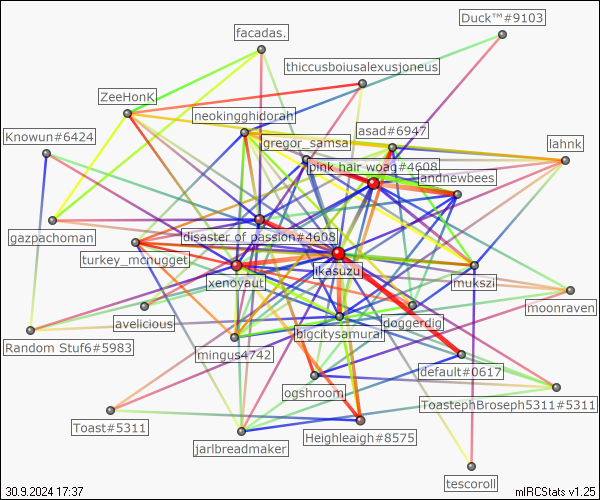 Duck™#9103
facadas.
thiccusboiusalexusjoneus
ZeeHonK
neokingghidorah
Knowun#6424
gregor_samsa
asad#6947
lahnk
pink hair woag#4608
andnewbees
gazpachoman
disaster of passion#4608
turkey_mcnugget
xenoyaut
ikasuzu
mukszi
moonraven
avelicious
doggerdig
bigcitysamurai
Random Stuf6#5983
mingus4742
default#0617
ogshroom
ToastephBroseph5311#5311
Toast#5311
Heighleaigh#8575
jarlbreadmaker
tescoroll
30.9.2024 17:37
mIRCStats v1.25